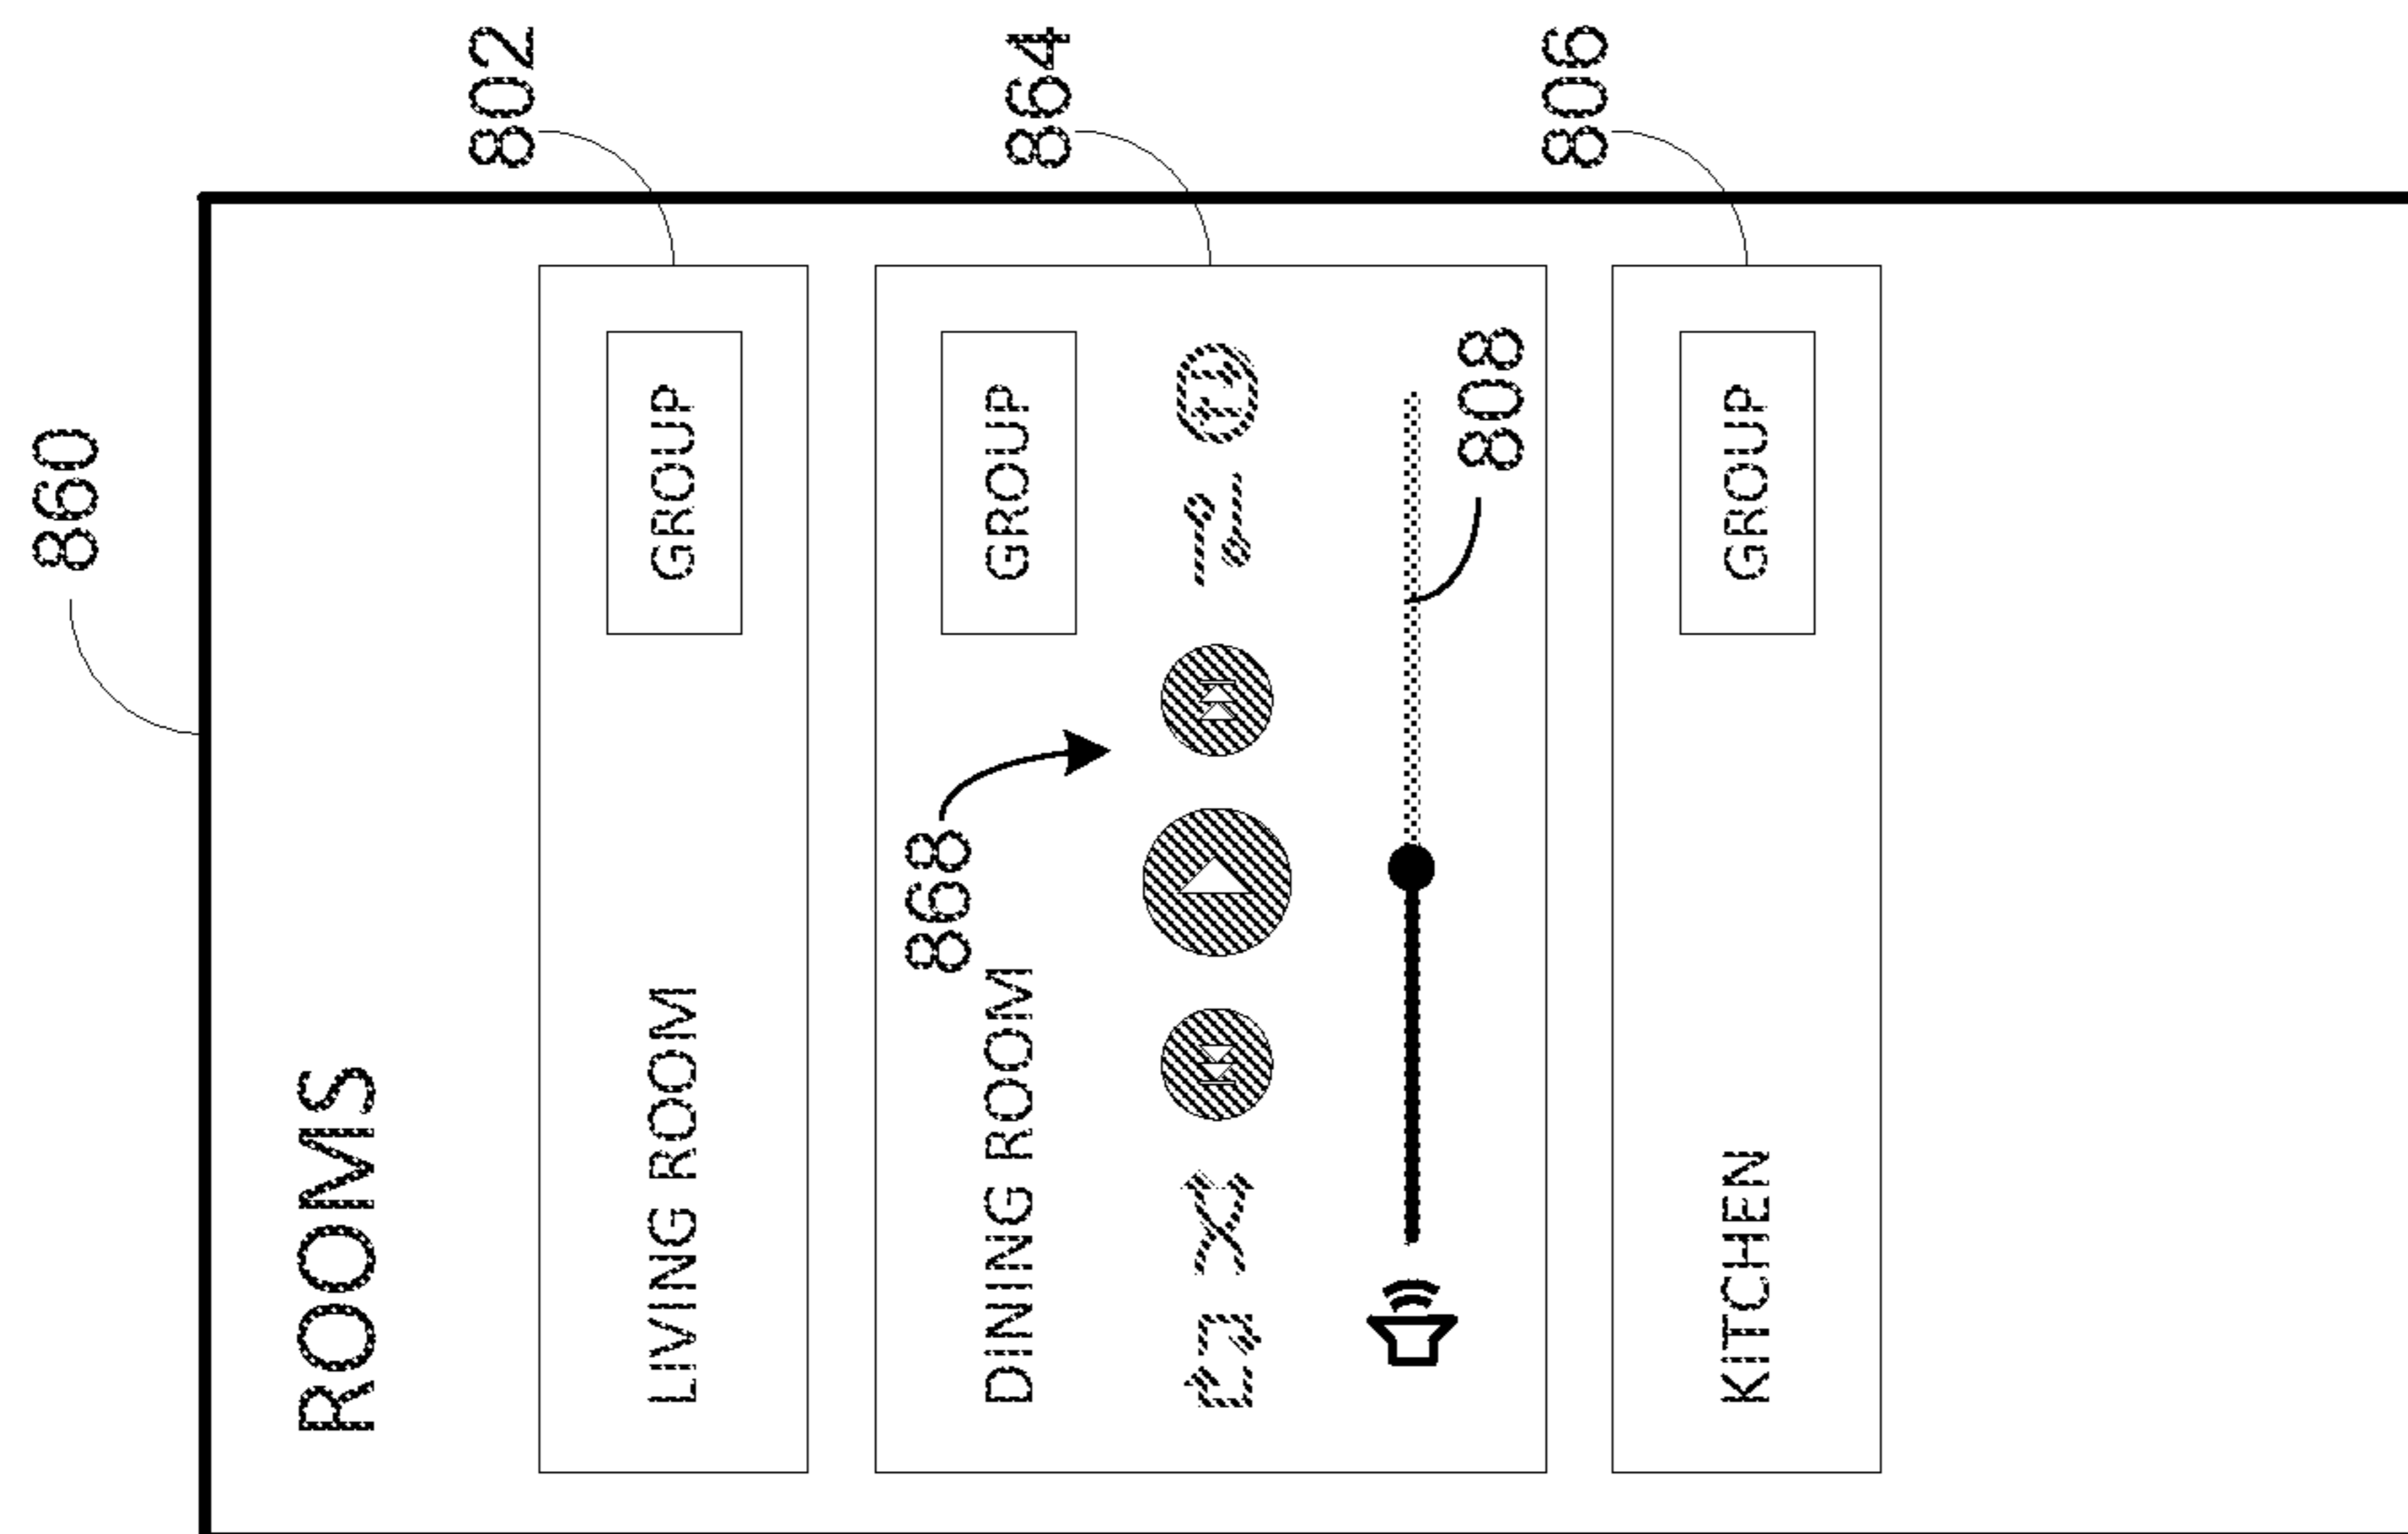 860
ROOMS
802
LIVING ROOM
GROUP
864
868
DINING ROOM
GROUP
808
806
KITCHEN
GROUP